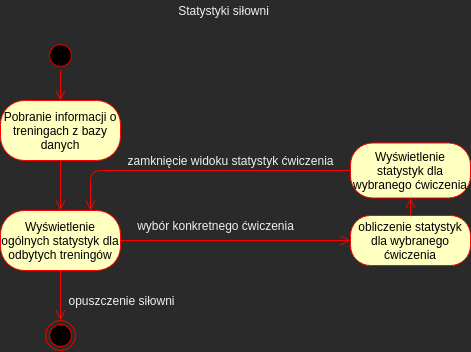 Statystyki siłowni
Pobranie informacji o
treningach z bazy
danych
zamknięcie widoku statystyk ćwiczenia
Wyświetlenie
statystyk dla
wybranego ćwiczenia
Wyświetlenie
ogólnych statystyk dla
odbytych treningów
wybór konkretnego ćwiczenia
obliczenie statystyk
dla wybranego
ćwiczenia
opuszczenie siłowni